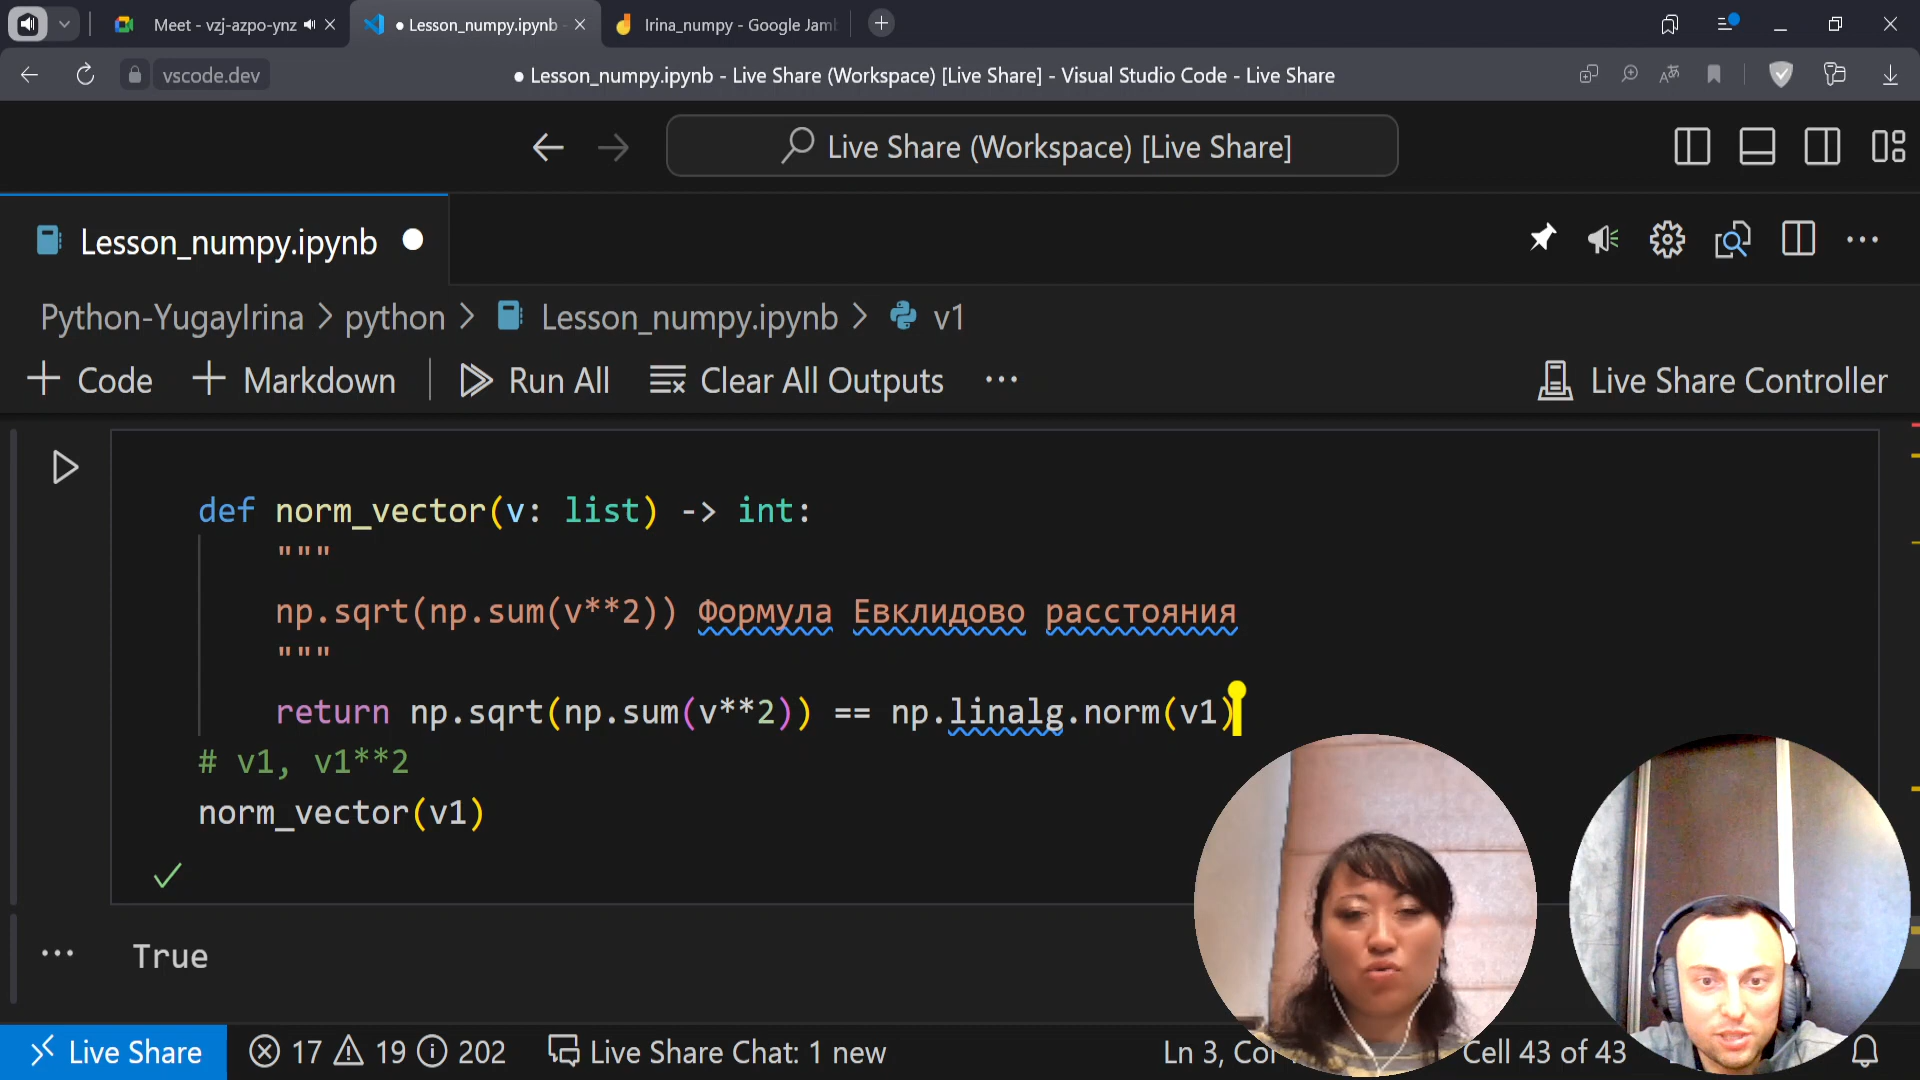 Meet - vzj-azpo-ynz
● Lesson_numpy.ipynb -
Irina_numpy - Google Jam
vscode.dev
● Lesson_numpy.ipynb - Live Share (Workspace) [Live Share] - Visual Studio Code - Live Share
Live Share (Workspace) [Live Share]
Lesson_numpy.ipynb
Python-YugayIrina > python > Lesson_numpy.ipynb > v1
+ Code + Markdown Run All Clear All Outputs ··· Live Share Controller
def norm_vector(v: list) -> int:
"""
np.sqrt(np.sum(v**2)) Формула Евклидово расстояния
"""
return np.sqrt(np.sum(v**2)) == np.linalg.norm(v1)
# v1, v1**2
norm_vector(v1)
··· True
Live Share 17 19 202 Live Share Chat: 1 new Ln 3, Cell 43 of 43